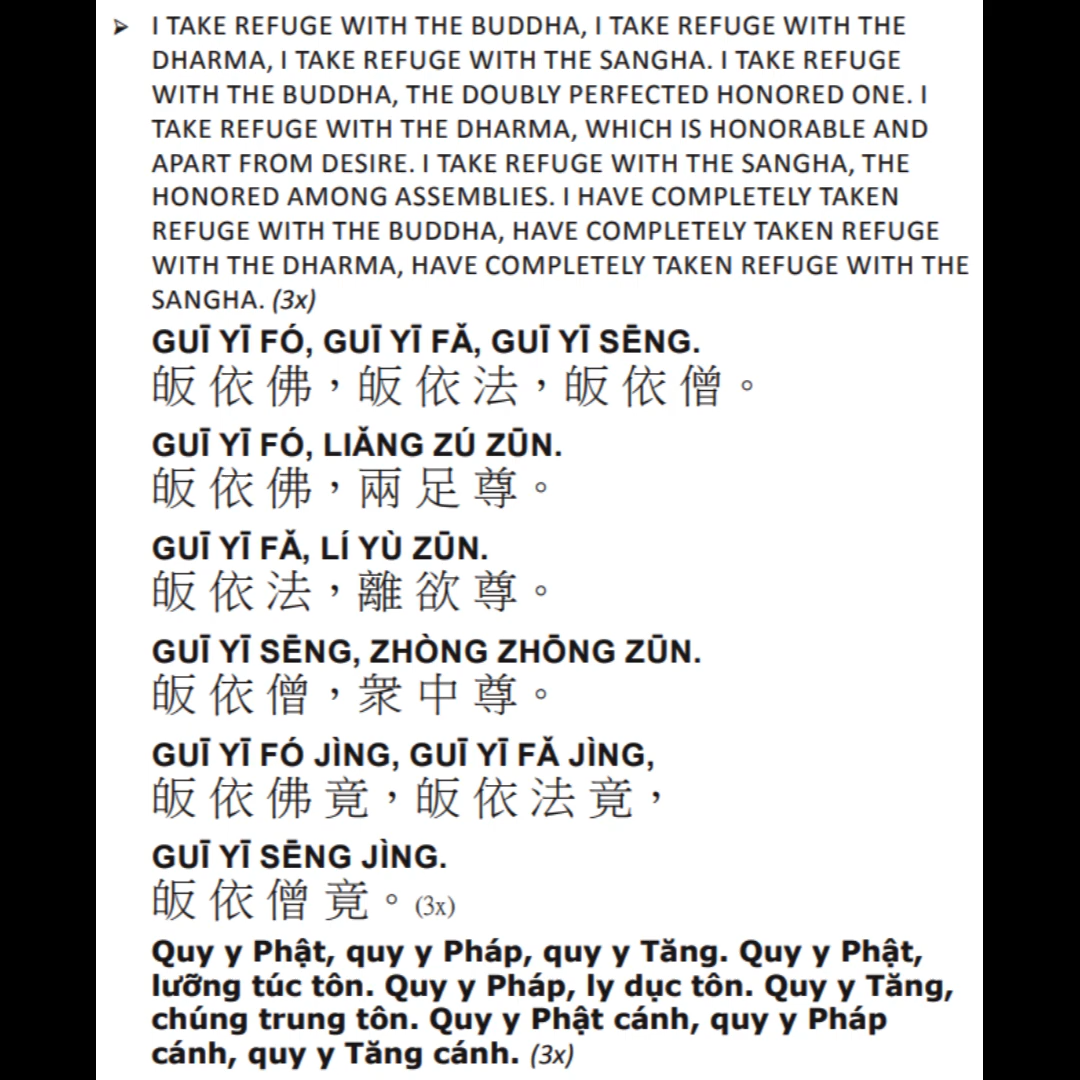 ➢ I TAKE REFUGE WITH THE BUDDHA, I TAKE REFUGE WITH THE
DHARMA, I TAKE REFUGE WITH THE SANGHA. I TAKE REFUGE
WITH THE BUDDHA, THE DOUBLY PERFECTED HONORED ONE. I
TAKE REFUGE WITH THE DHARMA, WHICH IS HONORABLE AND
APART FROM DESIRE. I TAKE REFUGE WITH THE SANGHA, THE
HONORED AMONG ASSEMBLIES. I HAVE COMPLETELY TAKEN
REFUGE WITH THE BUDDHA, HAVE COMPLETELY TAKEN REFUGE
WITH THE DHARMA, HAVE COMPLETELY TAKEN REFUGE WITH THE
SANGHA. (3x)
GUĪ YĪ FÓ, GUĪ YĪ FǍ, GUĪ YĪ SĒNG.
皈依佛，皈依法，皈依僧。
GUĪ YĪ FÓ, LIǍNG ZÚ ZŪN.
皈依佛，兩足尊。
GUĪ YĪ FǍ, LÍ YÙ ZŪN.
皈依法，離欲尊。
GUĪ YĪ SĒNG, ZHÒNG ZHŌNG ZŪN.
皈依僧，衆中尊。
GUĪ YĪ FÓ JÌNG, GUĪ YĪ FǍ JÌNG,
皈依佛竟，皈依法竟，
GUĪ YĪ SĒNG JÌNG.
皈依僧竟。(3x)
Quy y Phật, quy y Pháp, quy y Tăng. Quy y Phật,
lưỡng túc tôn. Quy y Pháp, ly dục tôn. Quy y Tăng,
chúng trung tôn. Quy y Phật cánh, quy y Pháp
cánh, quy y Tăng cánh. (3x)